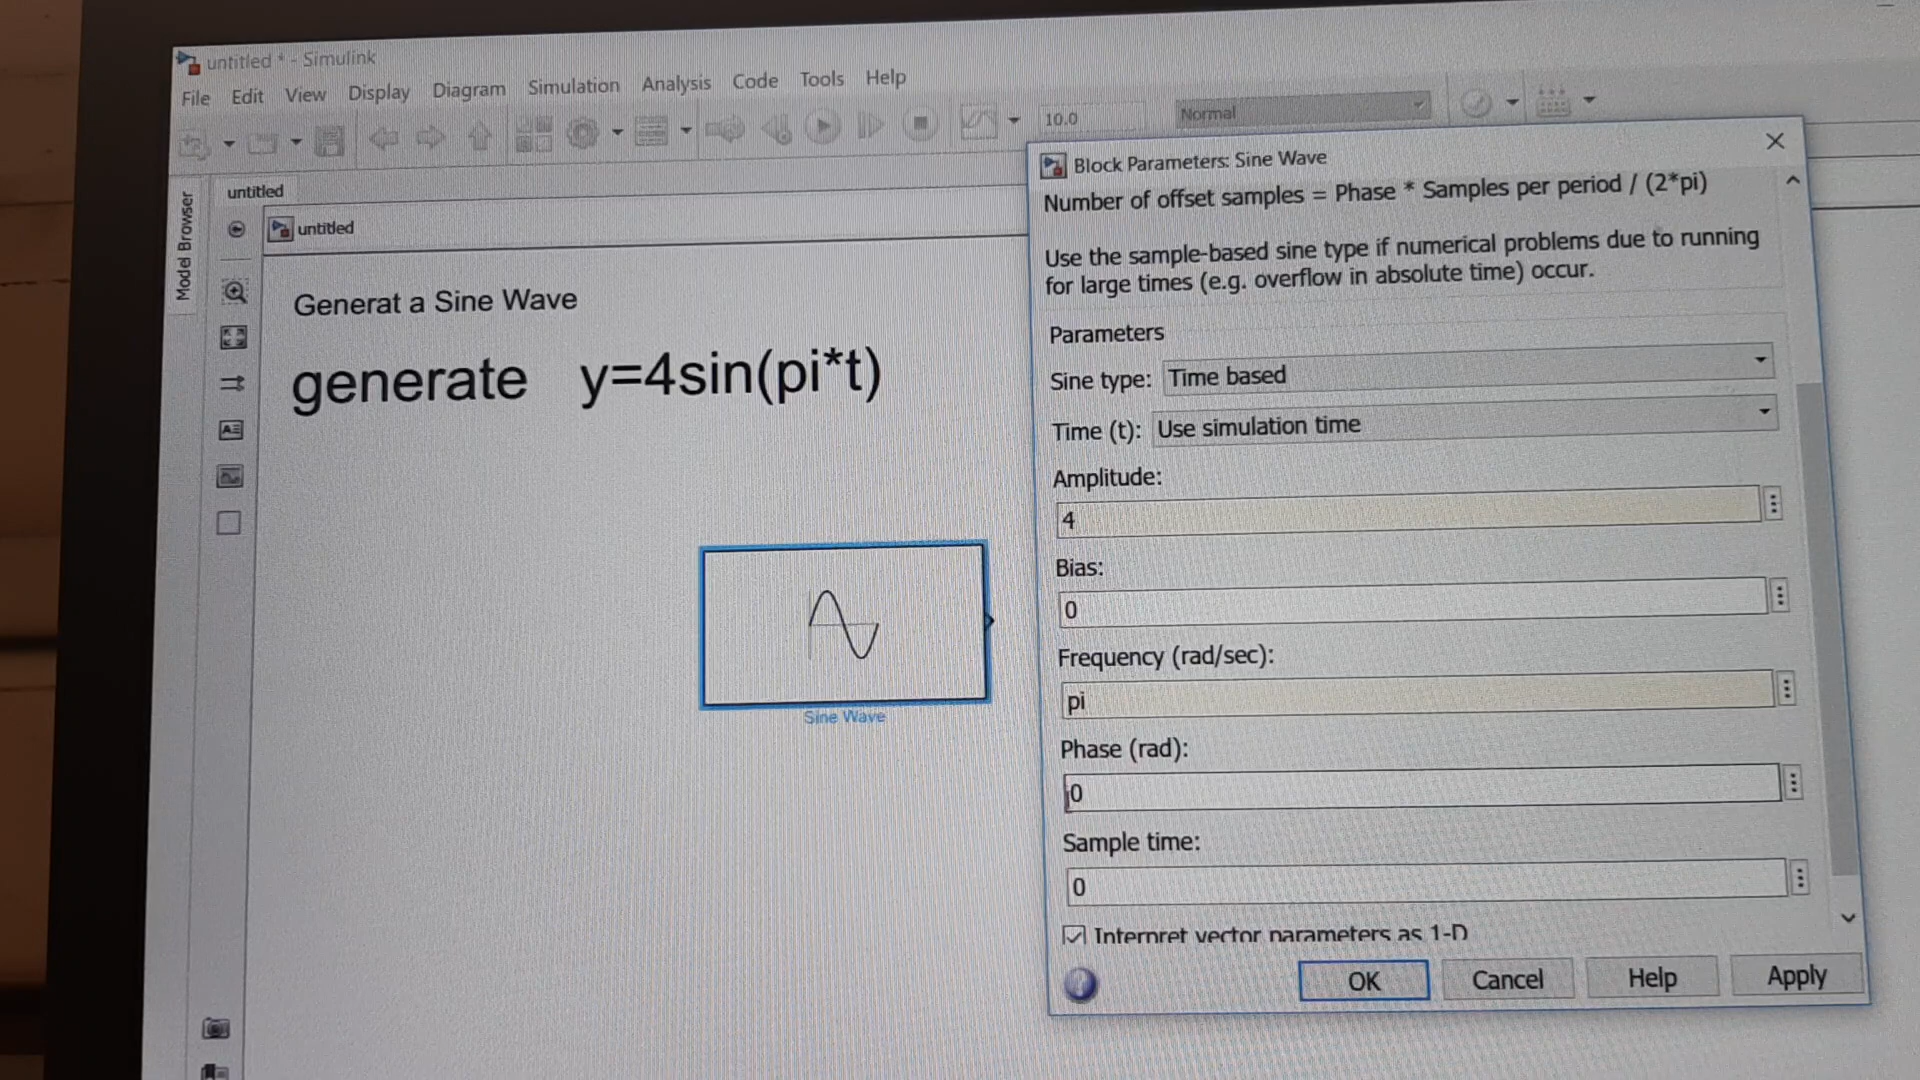 untitled * - Simulink
File Edit View Display Diagram Simulation Analysis Code Tools Help
10.0 Normal
Model Browser
untitled
untitled
Generat a Sine Wave
generate y=4sin(pi*t)
Sine Wave
Block Parameters: Sine Wave
Number of offset samples = Phase * Samples per period / (2*pi)
Use the sample-based sine type if numerical problems due to running
for large times (e.g. overflow in absolute time) occur.
Parameters
Sine type: Time based
Time (t): Use simulation time
Amplitude:
4
Bias:
0
Frequency (rad/sec):
pi
Phase (rad):
0
Sample time:
0
Interpret vector parameters as 1-D
OK Cancel Help Apply